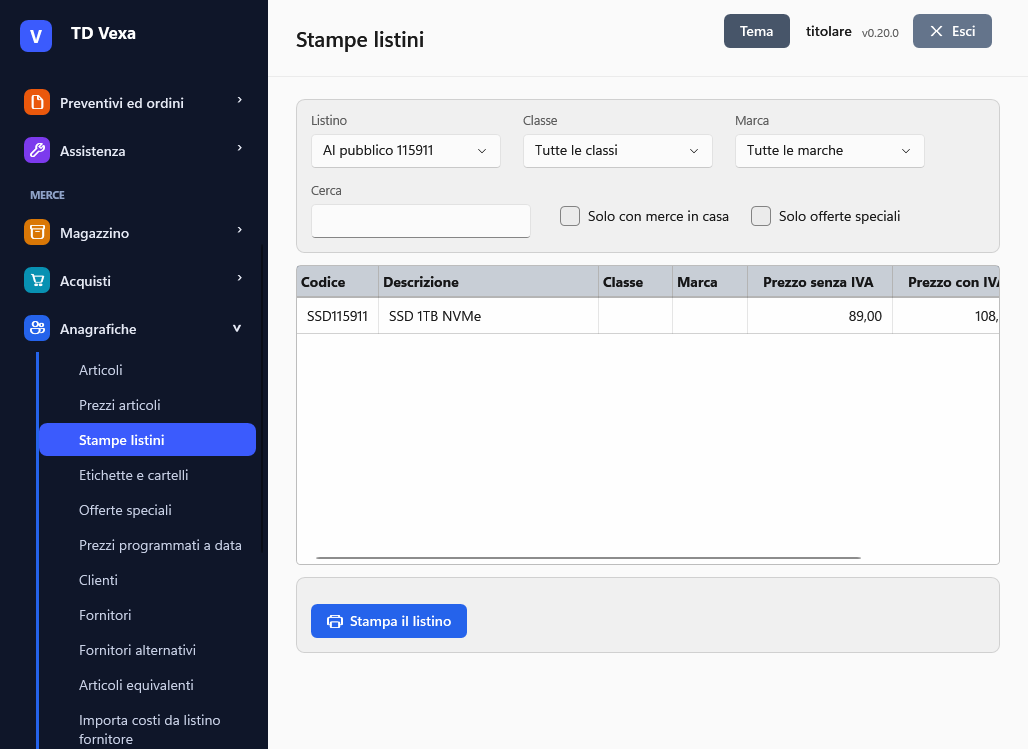 V
TD Vexa
Preventivi ed ordini
Assistenza
MERCE
Magazzino
Acquisti
Anagrafiche
Articoli
Prezzi articoli
Stampe listini
Etichette e cartelli
Offerte speciali
Prezzi programmati a data
Clienti
Fornitori
Fornitori alternativi
Articoli equivalenti
Importa costi da listino
fornitore
Stampe listini
Tema
titolare
v0.20.0
Esci
Listino Classe Marca
Al pubblico 115911 Tutte le classi Tutte le marche
Cerca
Solo con merce in casa Solo offerte speciali
Codice Descrizione Classe Marca Prezzo senza IVA Prezzo con IVA
SSD115911 SSD 1TB NVMe 89,00 108,
Stampa il listino